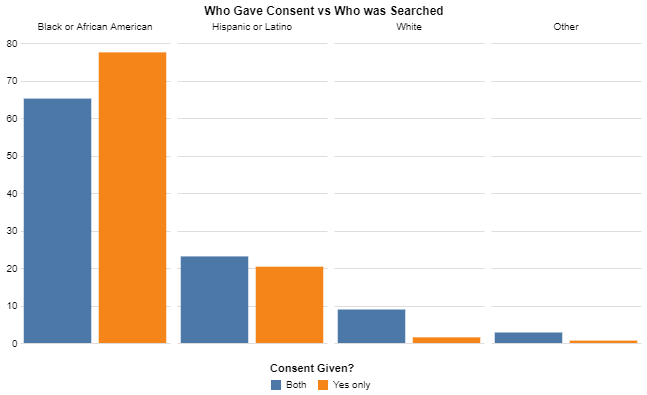 Who Gave Consent vs Who was Searched
Black or African American Hispanic or Latino White Other
80
70
60
50
40
30
20
10
0
Consent Given?
Both Yes only